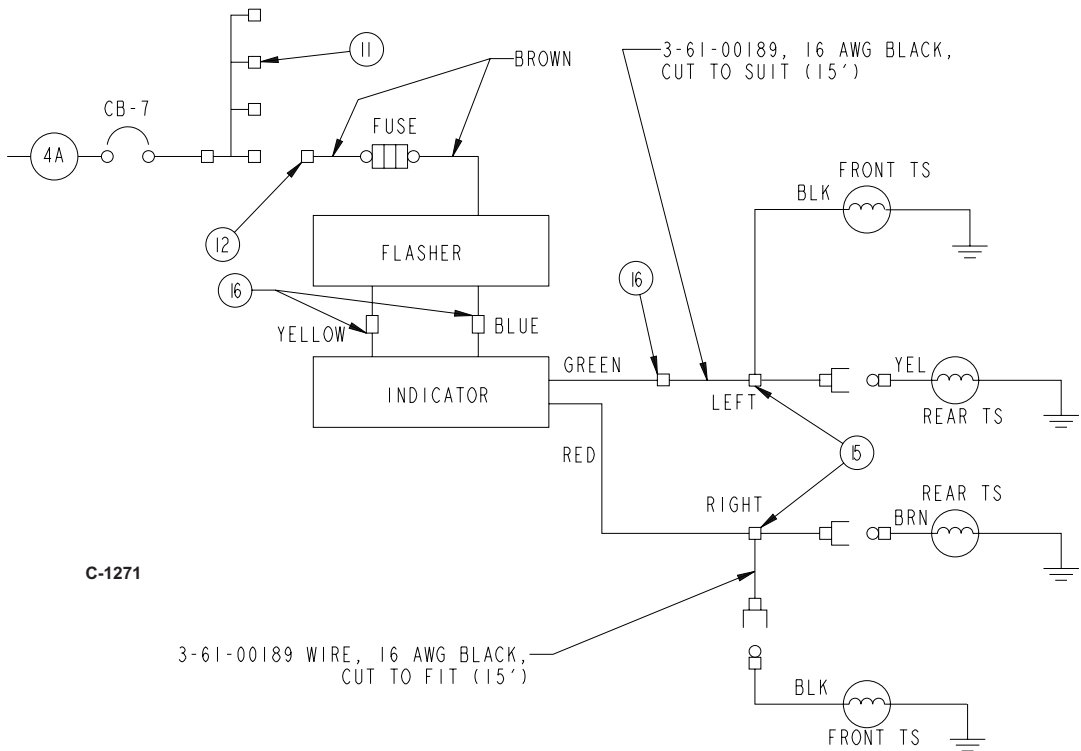 11
BROWN
3-61-00189, 16 AWG BLACK,
CUT TO SUIT (15')
CB-7
FUSE
4A
FRONT TS
BLK
12
FLASHER
16
16
YELLOW
BLUE
GREEN
YEL
INDICATOR
LEFT
REAR TS
RED
15
RIGHT
REAR TS
BRN
C-1271
3-61-00189 WIRE, 16 AWG BLACK,
CUT TO FIT (15')
BLK
FRONT TS